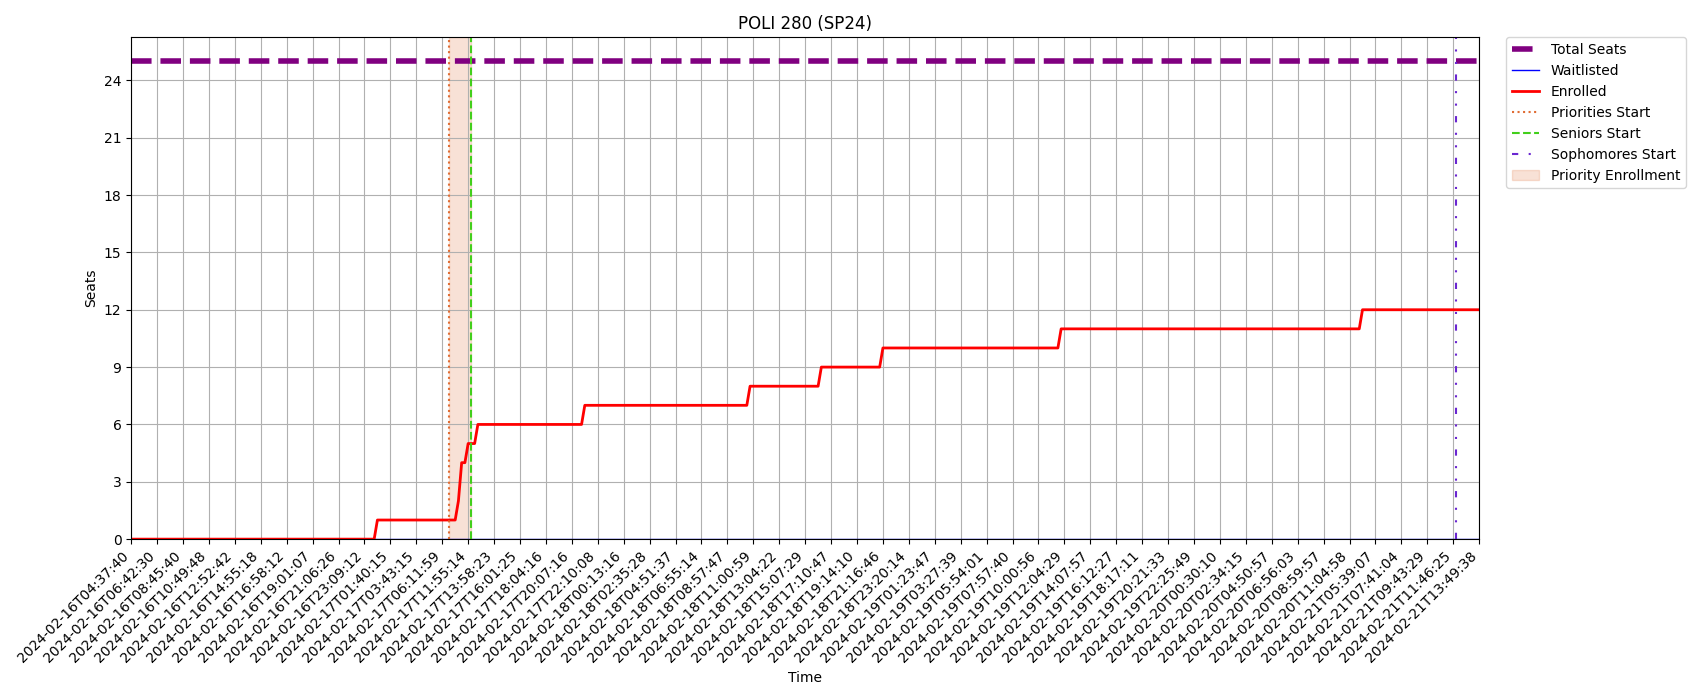 POLI 280 (SP24)
Total Seats
Waitlisted
Enrolled
Priorities Start
Seniors Start
Sophomores Start
Priority Enrollment
Seats
24
21
18
15
12
9
6
3
0
2024-02-16T04:37:40
2024-02-16T06:42:30
2024-02-16T08:45:40
2024-02-16T10:49:48
2024-02-16T12:52:42
2024-02-16T14:55:18
2024-02-16T16:58:12
2024-02-16T19:01:07
2024-02-16T21:06:26
2024-02-16T23:09:12
2024-02-17T01:40:15
2024-02-17T03:43:15
2024-02-17T06:11:59
2024-02-17T11:55:14
2024-02-17T13:58:23
2024-02-17T16:01:25
2024-02-17T18:04:16
2024-02-17T20:07:16
2024-02-17T22:10:08
2024-02-18T00:13:16
2024-02-18T02:35:28
2024-02-18T04:51:37
2024-02-18T06:55:14
2024-02-18T08:57:47
2024-02-18T11:00:59
2024-02-18T13:04:22
2024-02-18T15:07:29
2024-02-18T17:10:47
2024-02-18T19:14:10
2024-02-18T21:16:46
2024-02-18T23:20:14
2024-02-19T01:23:47
2024-02-19T03:27:39
2024-02-19T05:54:01
2024-02-19T07:57:40
2024-02-19T10:00:56
2024-02-19T12:04:29
2024-02-19T14:07:57
2024-02-19T16:12:27
2024-02-19T18:17:11
2024-02-19T20:21:33
2024-02-19T22:25:49
2024-02-20T00:30:10
2024-02-20T02:34:15
2024-02-20T04:50:57
2024-02-20T06:56:03
2024-02-20T08:59:57
2024-02-20T11:04:58
2024-02-21T05:39:07
2024-02-21T07:41:04
2024-02-21T09:43:29
2024-02-21T11:46:25
2024-02-21T13:49:38
Time